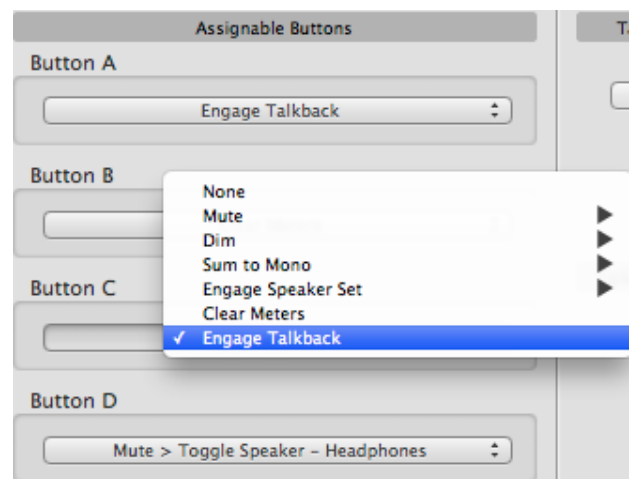 Assignable Buttons
Button A
Engage Talkback
Button B
None
Mute
Dim
Sum to Mono
Engage Speaker Set
Clear Meters
✓ Engage Talkback
Button C
Button D
Mute > Toggle Speaker – Headphones